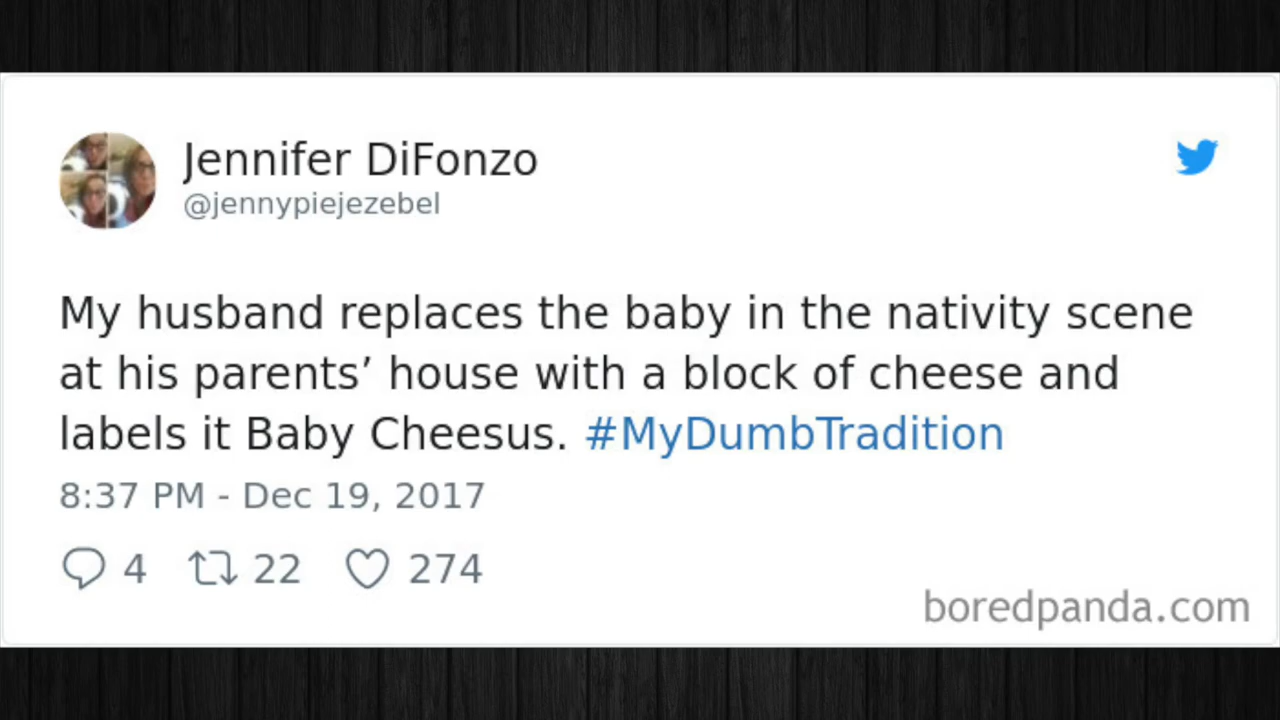 Jennifer DiFonzo
@jennypiejezebel
My husband replaces the baby in the nativity scene
at his parents’ house with a block of cheese and
labels it Baby Cheesus. #MyDumbTradition
8:37 PM - Dec 19, 2017
4 22 274
boredpanda.com